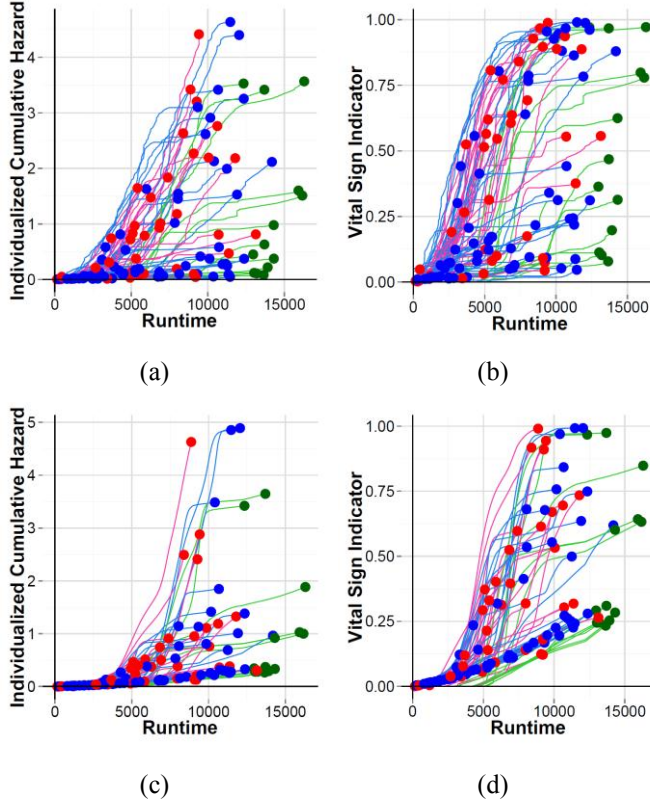 Individualized Cumulative Hazard
4
3
2
1
0
0 5000 10000 15000
Runtime
(a)
Vital Sign Indicator
1.00
0.75
0.50
0.25
0.00
0 5000 10000 15000
Runtime
(b)
Individualized Cumulative Hazard
5
4
3
2
1
0
0 5000 10000 15000
Runtime
(c)
Vital Sign Indicator
1.00
0.75
0.50
0.25
0.00
0 5000 10000 15000
Runtime
(d)